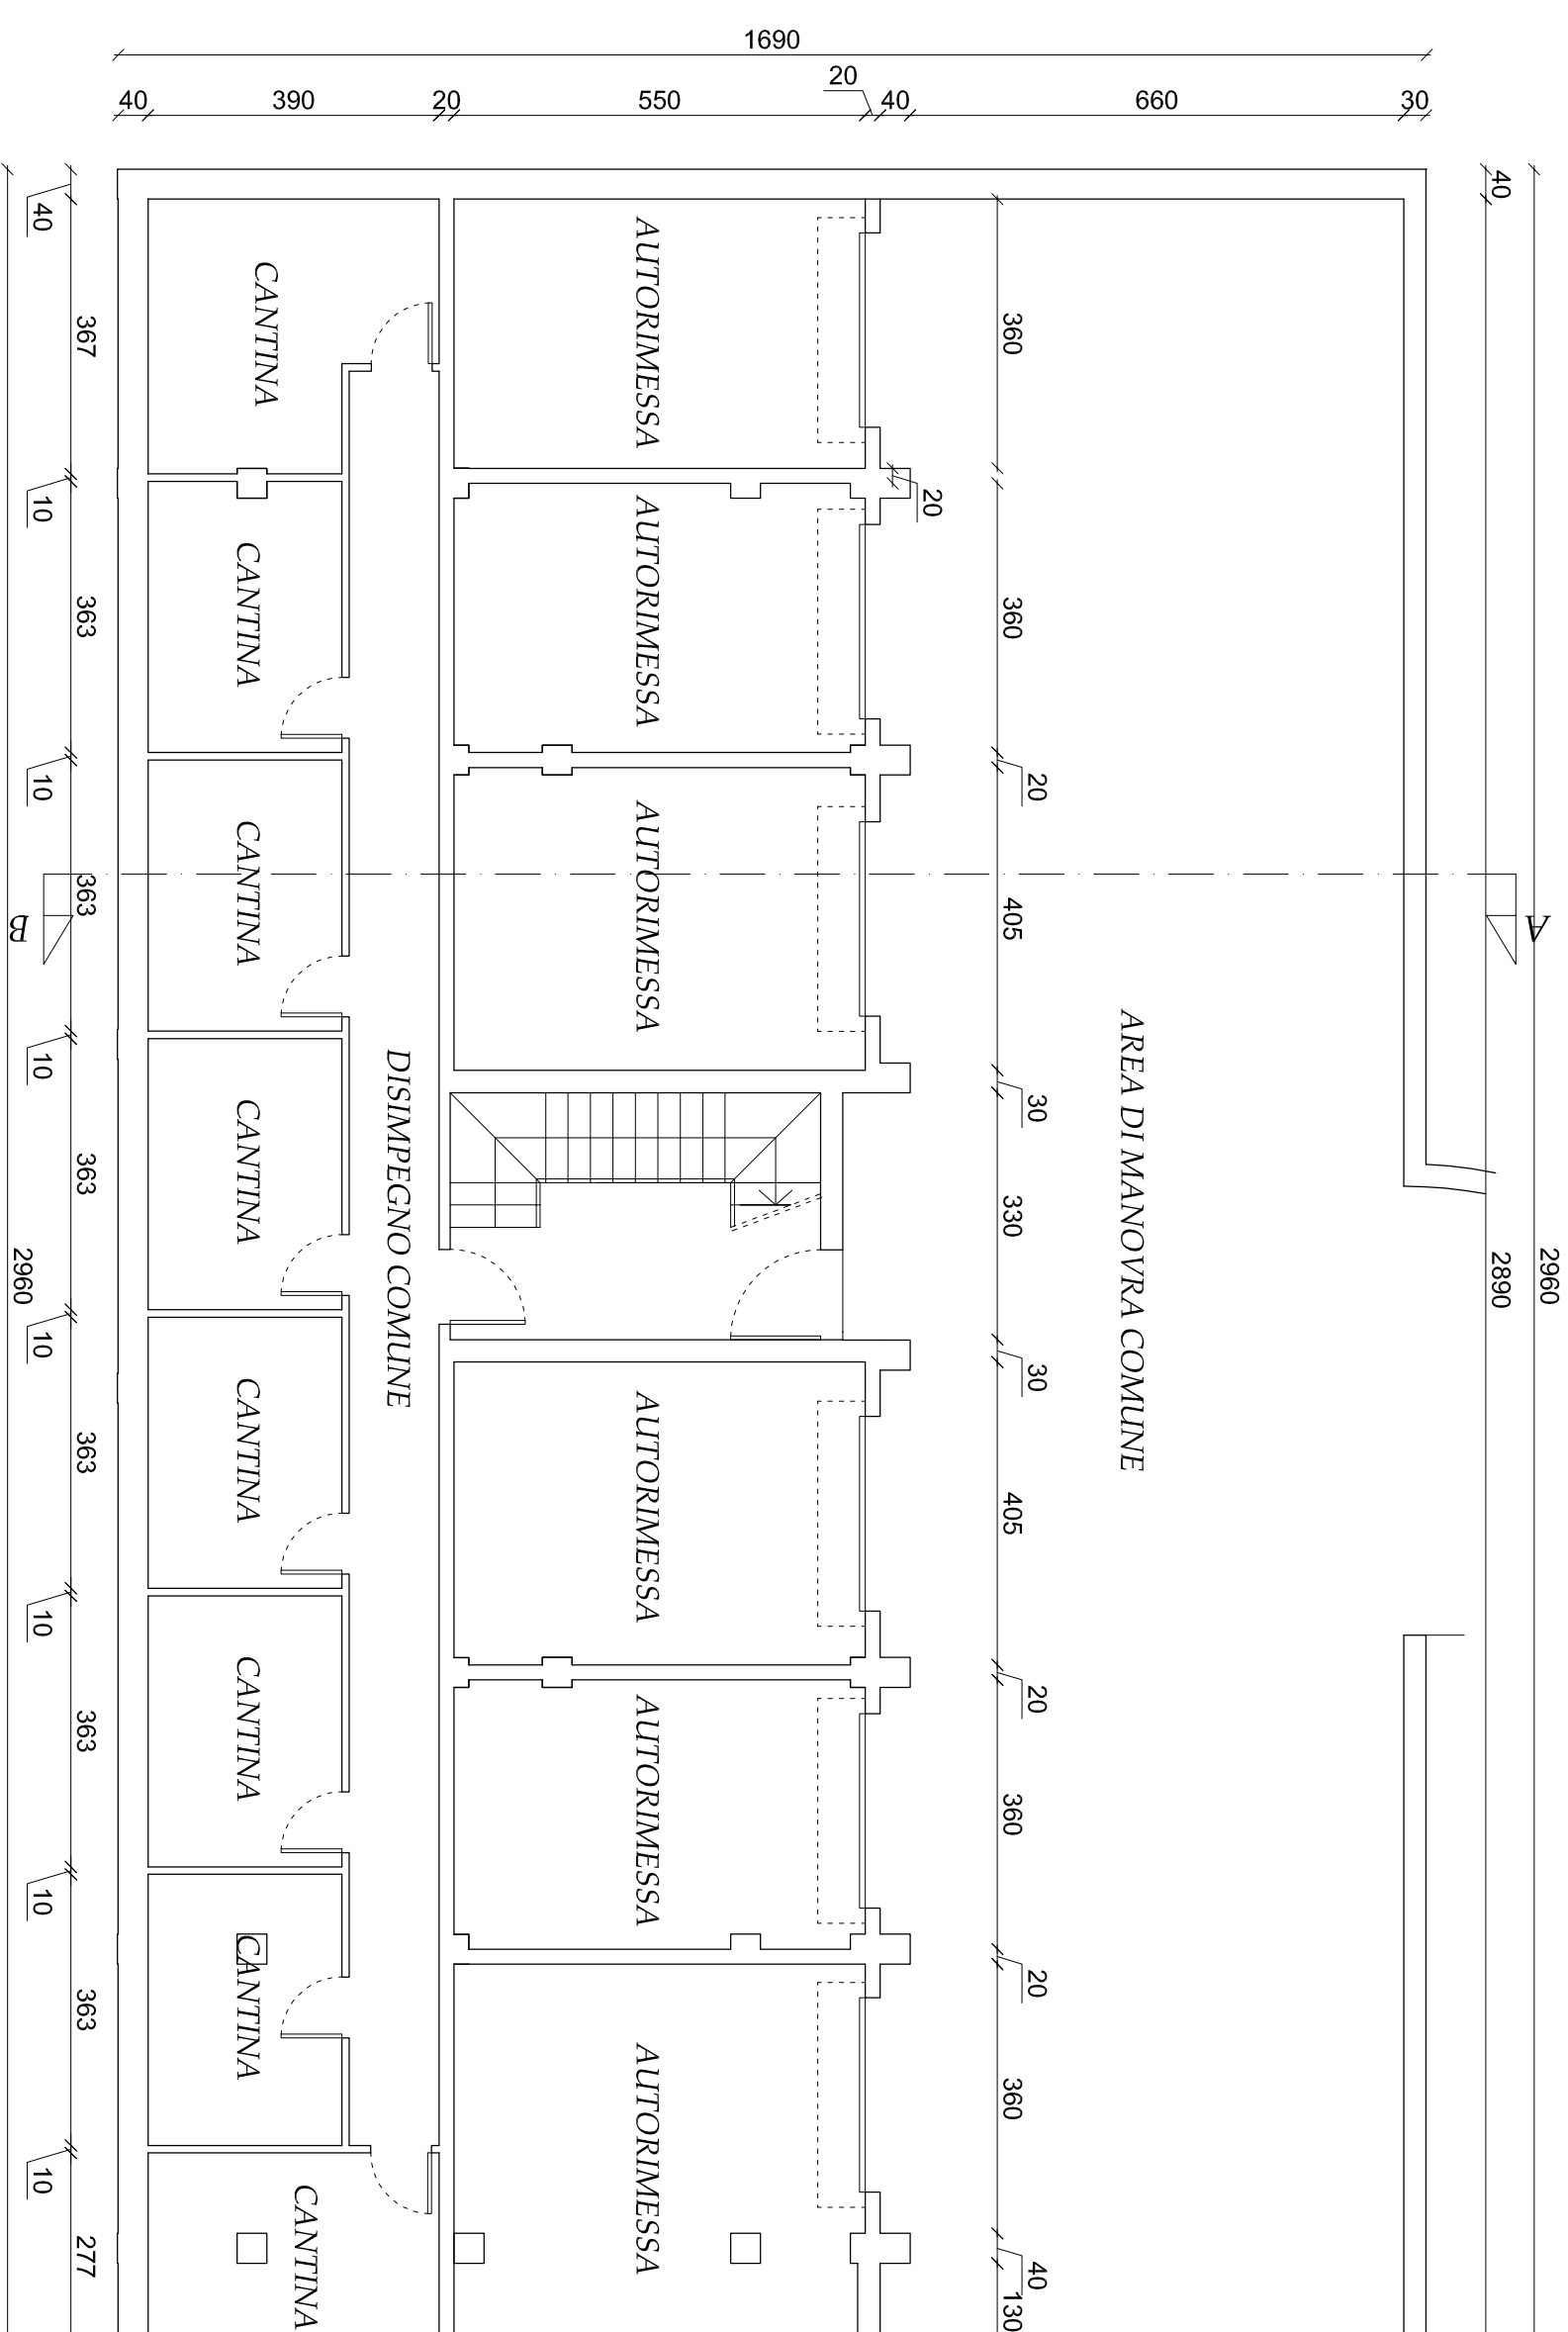 1690
20
40 390 20 550 40 660 30
40
40
CANTINA
AUTORIMESSA
367
360
10
20
CANTINA
AUTORIMESSA
363
360
10
20
CANTINA
AUTORIMESSA
363
405
B
A
10
30
CANTINA
DISIMPEGNO COMUNE
AREA DI MANOVRA COMUNE
363
330
2960
2890
2960
10
30
CANTINA
AUTORIMESSA
363
405
10
20
CANTINA
AUTORIMESSA
363
360
10
20
CANTINA
AUTORIMESSA
363
360
10
40
CANTINA
277
130